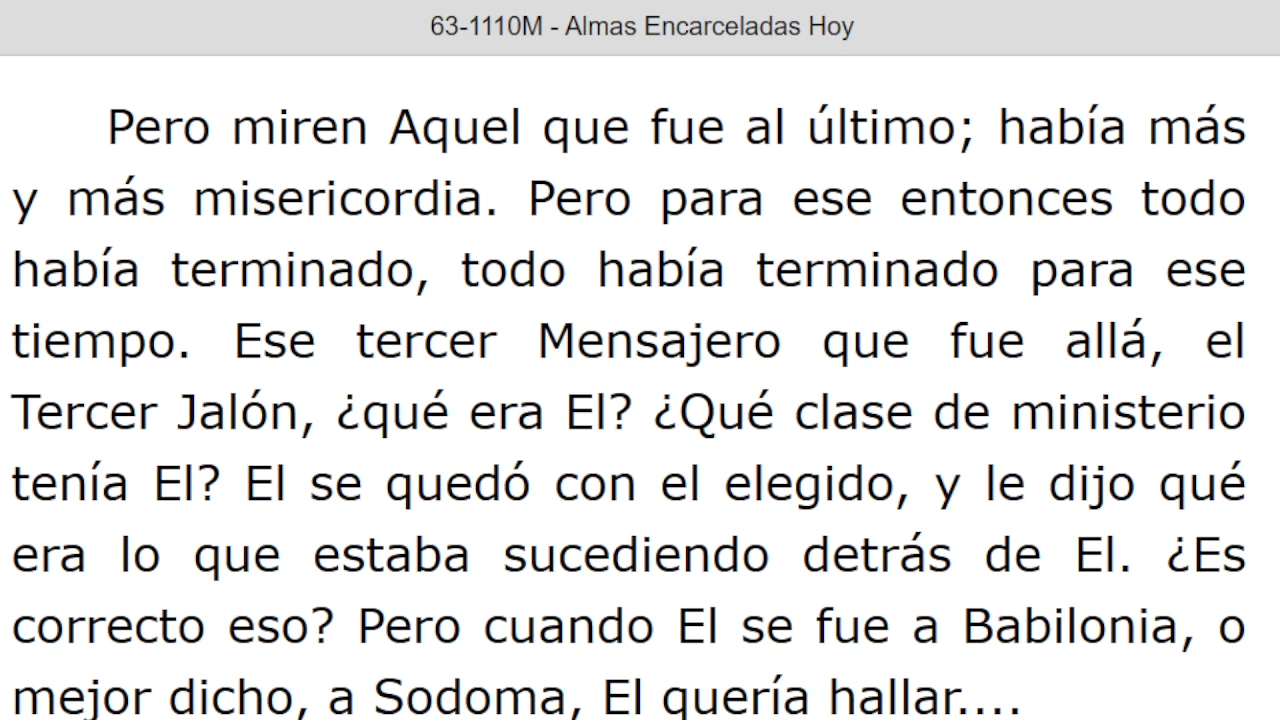 63-1110M - Almas Encarceladas Hoy
Pero miren Aquel que fue al último; había más
y más misericordia. Pero para ese entonces todo
había terminado, todo había terminado para ese
tiempo. Ese tercer Mensajero que fue allá, el
Tercer Jalón, ¿qué era El? ¿Qué clase de ministerio
tenía El? El se quedó con el elegido, y le dijo qué
era lo que estaba sucediendo detrás de El. ¿Es
correcto eso? Pero cuando El se fue a Babilonia, o
mejor dicho, a Sodoma, El quería hallar....